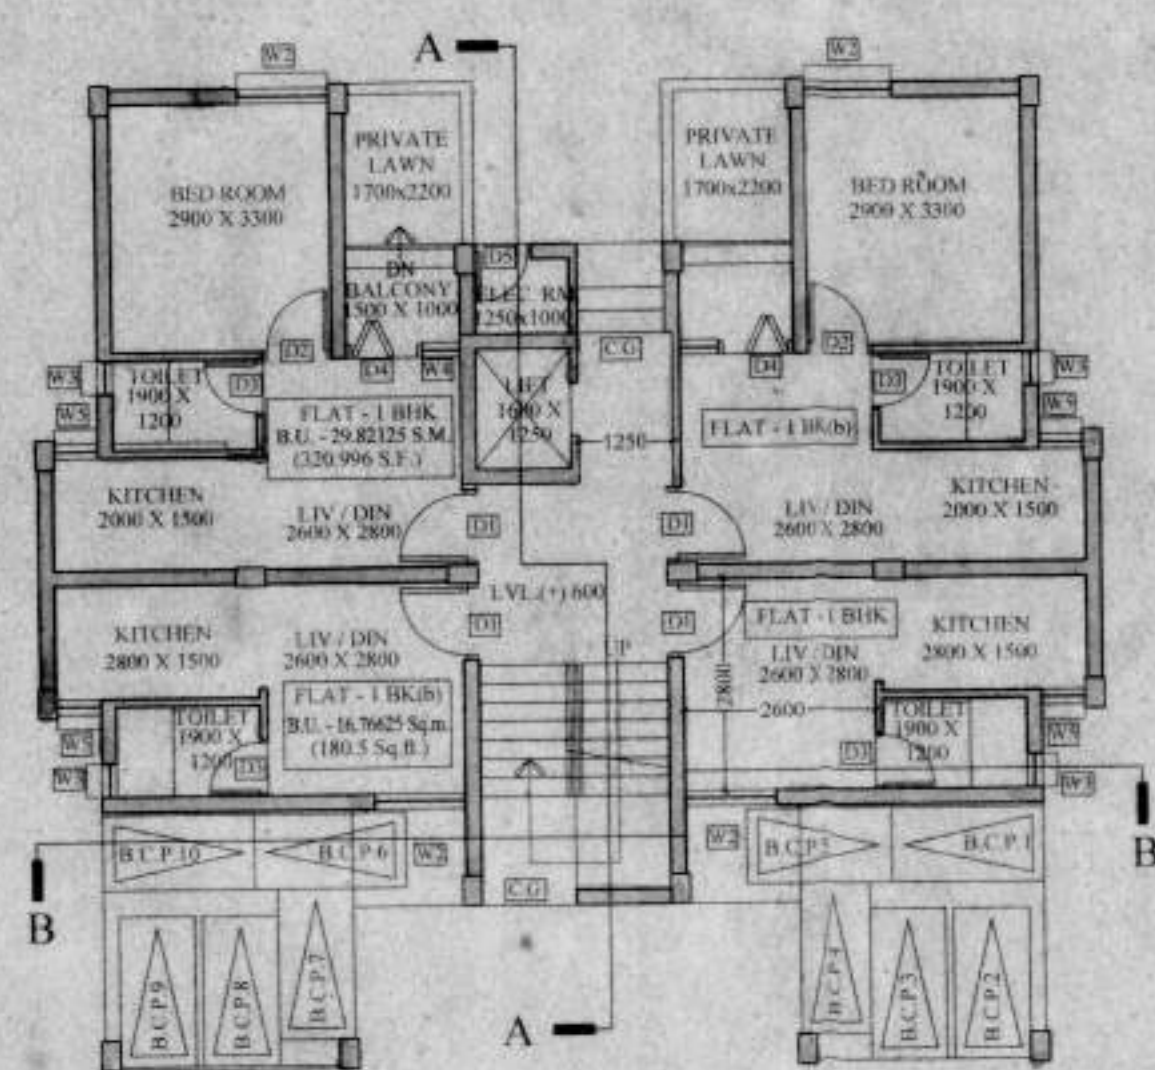 W2
A
W2
PRIVATE
LAWN
1700x2200
PRIVATE
LAWN
1700x2200
BED ROOM
2900 X 3300
BED ROOM
2900 X 3300
DN
BALCONY
1500 X 1000
D5
ELEC. RM
1250x1000
C.G
D2
D4
W4
D4
D2
W3
TOILET
1900 X
1200
D3
W5
LIFT
1600 X
1250
1250
D3
TOILET
1900 X
1200
W3
W5
FLAT - 1 BHK
B.U. - 29.82125 S.M.
(320.996 S.F.)
FLAT - 1 BK(b)
KITCHEN
2000 X 1500
LIV / DIN
2600 X 2800
D1
D1
LIV / DIN
2600 X 2800
KITCHEN
2000 X 1500
LVL.(+) 600
KITCHEN
2800 X 1500
LIV / DIN
2600 X 2800
D1
D1
FLAT - 1 BHK
LIV / DIN
2600 X 2800
KITCHEN
2800 X 1500
UP
FLAT - 1 BK(b)
B.U. - 16.76625 Sq.m.
(180.5 Sq.ft.)
2800
2600
TOILET
1900 X
1200
D3
W5
W3
TOILET
1900 X
1200
D3
W5
W3
B
B
B.C.P.10
B.C.P.6
W2
W2
B.C.P.5
B.C.P.1
C.G
B.C.P.9
B.C.P.8
B.C.P.7
B.C.P.4
B.C.P.3
B.C.P.2
A